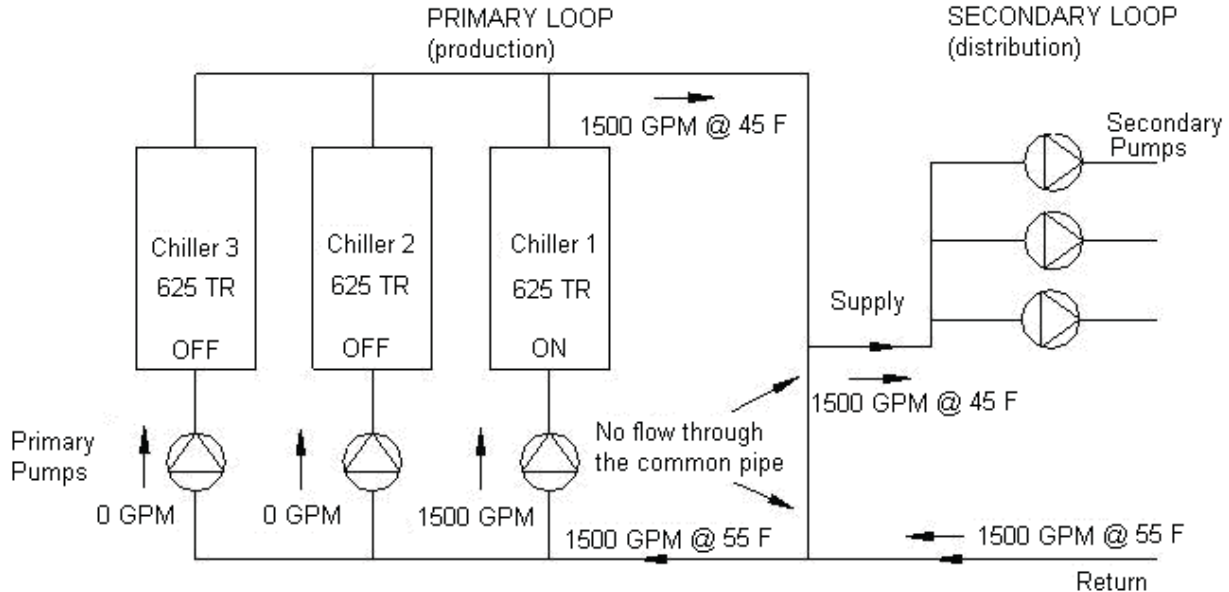 PRIMARY LOOP
(production)
SECONDARY LOOP
(distribution)
1500 GPM @ 45 F
Secondary
Pumps
Chiller 3
625 TR
OFF
Chiller 2
625 TR
OFF
Chiller 1
625 TR
ON
Supply
1500 GPM @ 45 F
No flow through
the common pipe
Primary
Pumps
0 GPM
0 GPM
1500 GPM
1500 GPM @ 55 F
1500 GPM @ 55 F
Return